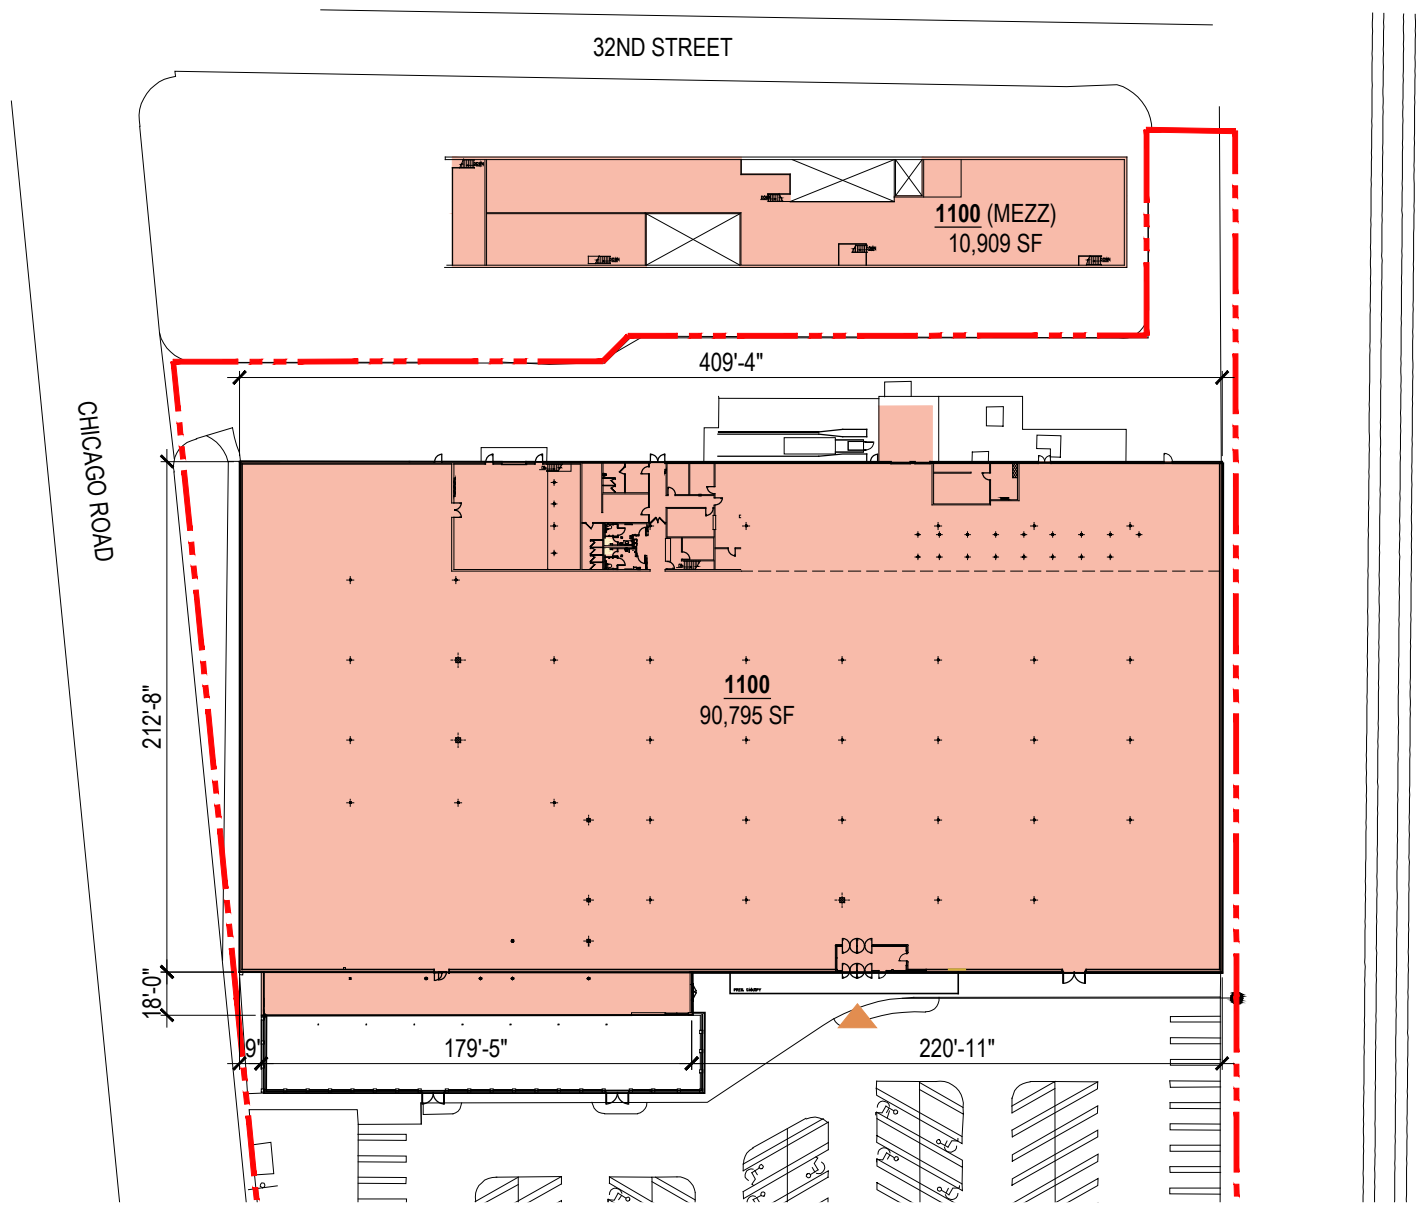 32ND STREET
1100 (MEZZ)
10,909 SF
409'-4"
CHICAGO ROAD
212'-8"
1100
90,795 SF
18'-0"
9'
179'-5"
220'-11"